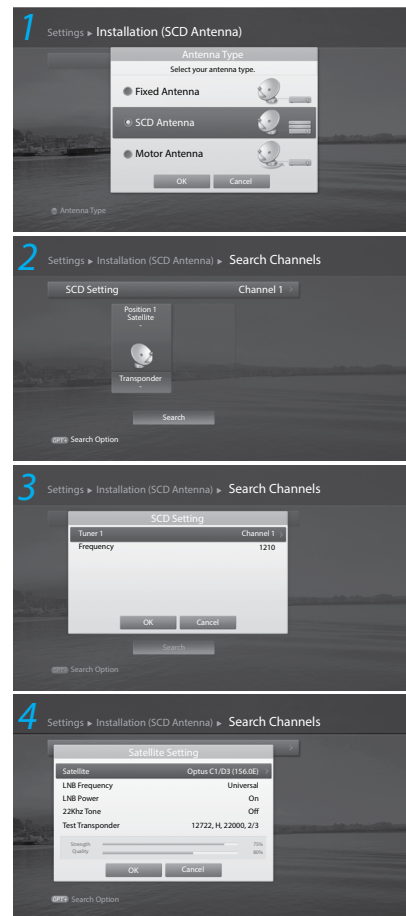 1
Settings ▸ Installation (SCD Antenna)
Antenna Type
Select your antenna type.
Fixed Antenna
SCD Antenna
Motor Antenna
OK Cancel
Antenna Type
2
Settings ▸ Installation (SCD Antenna) ▸ Search Channels
SCD Setting Channel 1
Position 1
Satellite
-
Transponder
-
Search
OPT+ Search Option
3
Settings ▸ Installation (SCD Antenna) ▸ Search Channels
SCD Setting
Tuner 1 Channel 1
Frequency 1210
OK Cancel
Search
OPT+ Search Option
4
Settings ▸ Installation (SCD Antenna) ▸ Search Channels
Satellite Setting
Satellite Optus C1/D3 (156.0E)
LNB Frequency Universal
LNB Power On
22Khz Tone Off
Test Transponder 12722, H, 22000, 2/3
Strength 75%
Quality 80%
OK Cancel
OPT+ Search Option